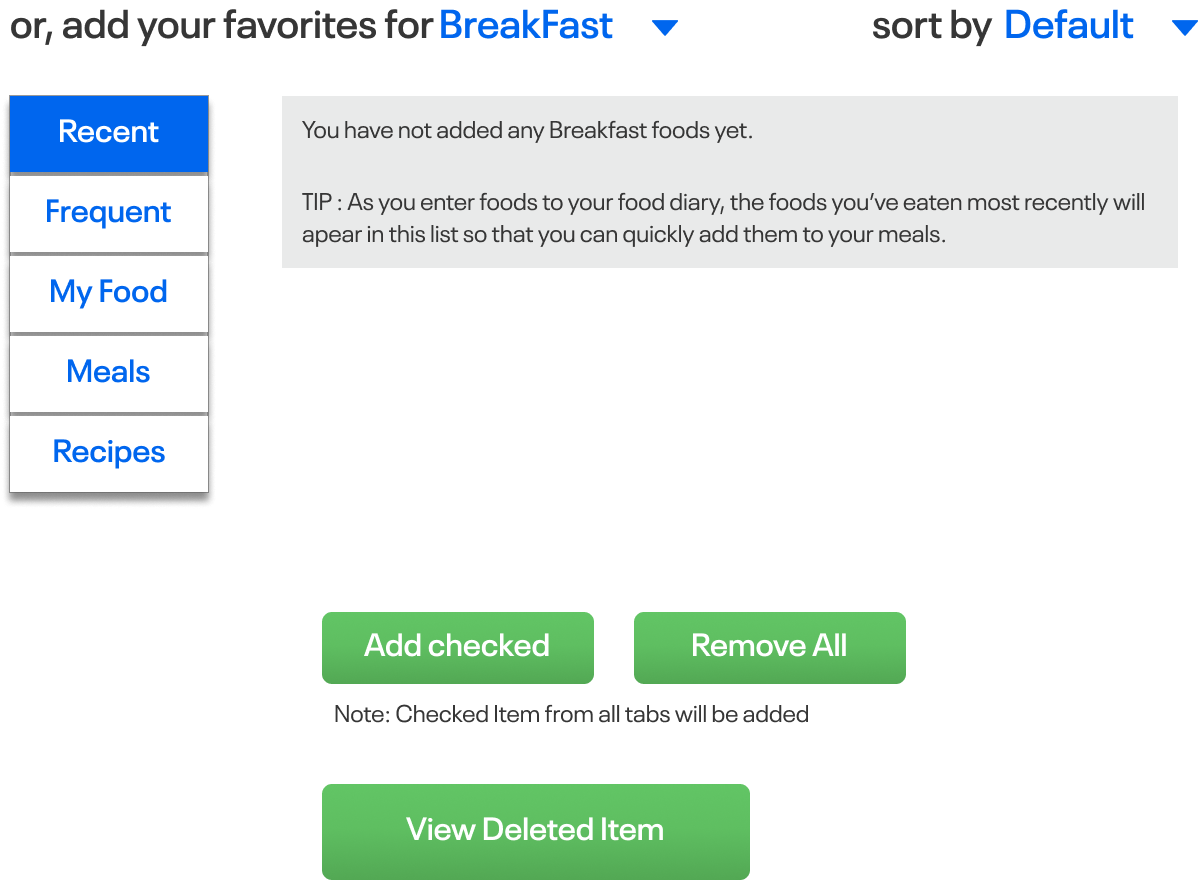 or, add your favorites for BreakFast
sort by Default
Recent
Frequent
My Food
Meals
Recipes
You have not added any Breakfast foods yet.
TIP : As you enter foods to your food diary, the foods you’ve eaten most recently will
apear in this list so that you can quickly add them to your meals.
Add checked
Remove All
Note: Checked Item from all tabs will be added
View Deleted Item